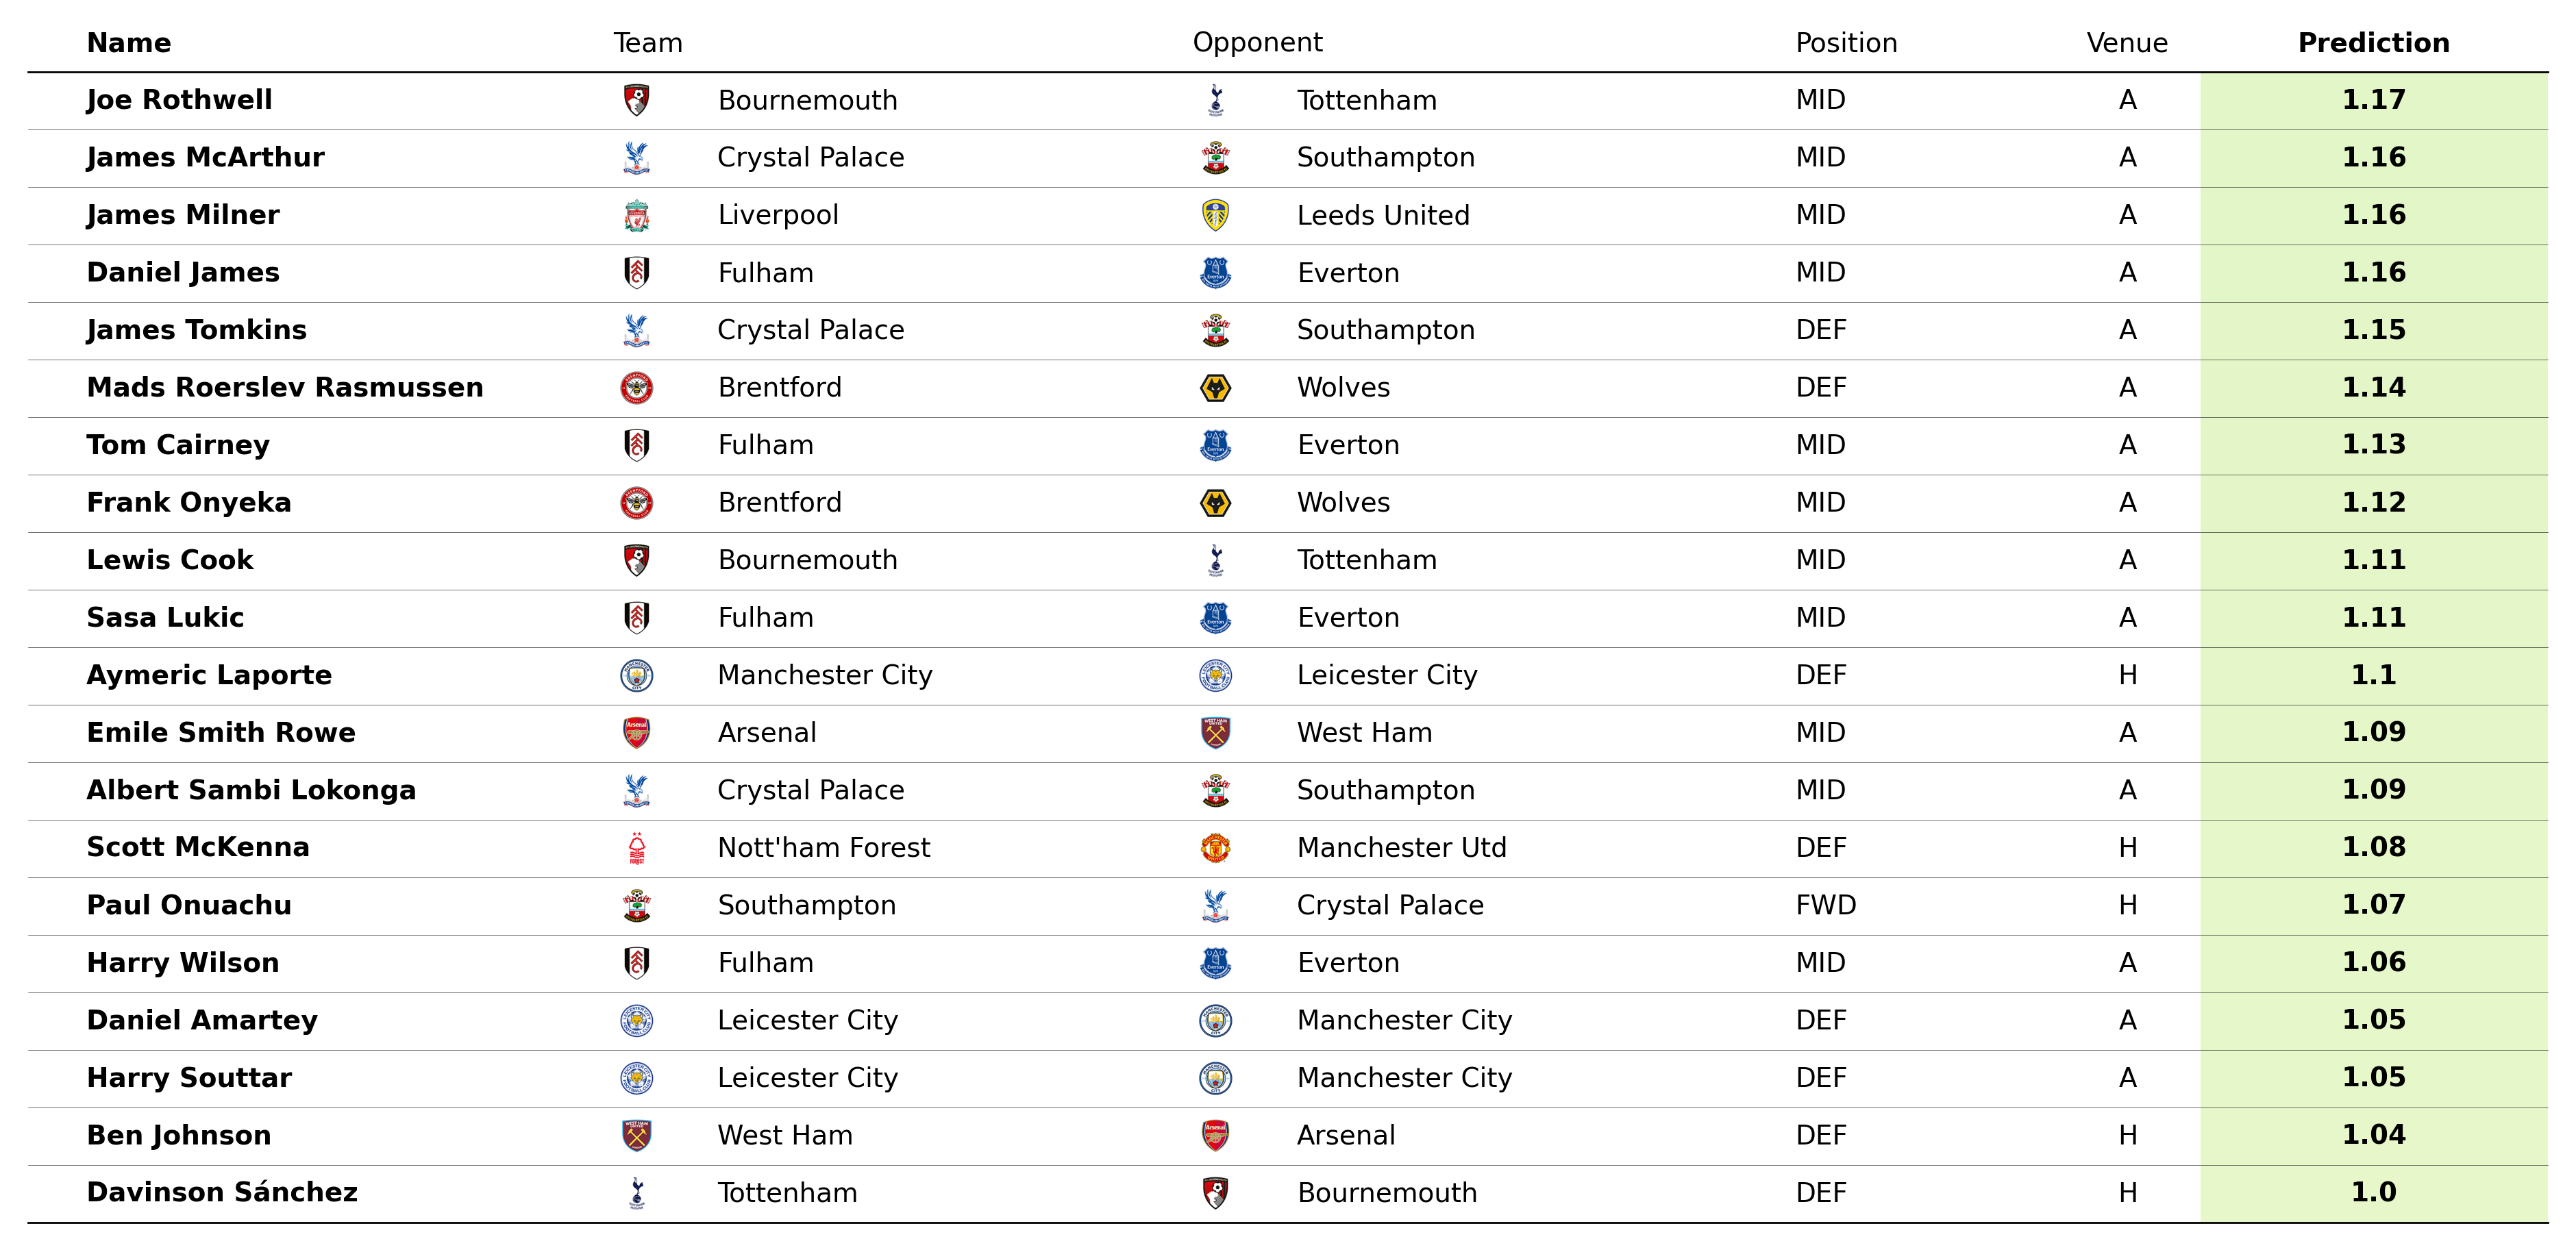 Name Team Opponent Position Venue Prediction
Joe Rothwell Bournemouth Tottenham MID A 1.17
James McArthur Crystal Palace Southampton MID A 1.16
James Milner Liverpool Leeds United MID A 1.16
Daniel James Fulham Everton MID A 1.16
James Tomkins Crystal Palace Southampton DEF A 1.15
Mads Roerslev Rasmussen Brentford Wolves DEF A 1.14
Tom Cairney Fulham Everton MID A 1.13
Frank Onyeka Brentford Wolves MID A 1.12
Lewis Cook Bournemouth Tottenham MID A 1.11
Sasa Lukic Fulham Everton MID A 1.11
Aymeric Laporte Manchester City Leicester City DEF H 1.1
Emile Smith Rowe Arsenal West Ham MID A 1.09
Albert Sambi Lokonga Crystal Palace Southampton MID A 1.09
Scott McKenna Nott'ham Forest Manchester Utd DEF H 1.08
Paul Onuachu Southampton Crystal Palace FWD H 1.07
Harry Wilson Fulham Everton MID A 1.06
Daniel Amartey Leicester City Manchester City DEF A 1.05
Harry Souttar Leicester City Manchester City DEF A 1.05
Ben Johnson West Ham Arsenal DEF H 1.04
Davinson Sánchez Tottenham Bournemouth DEF H 1.0